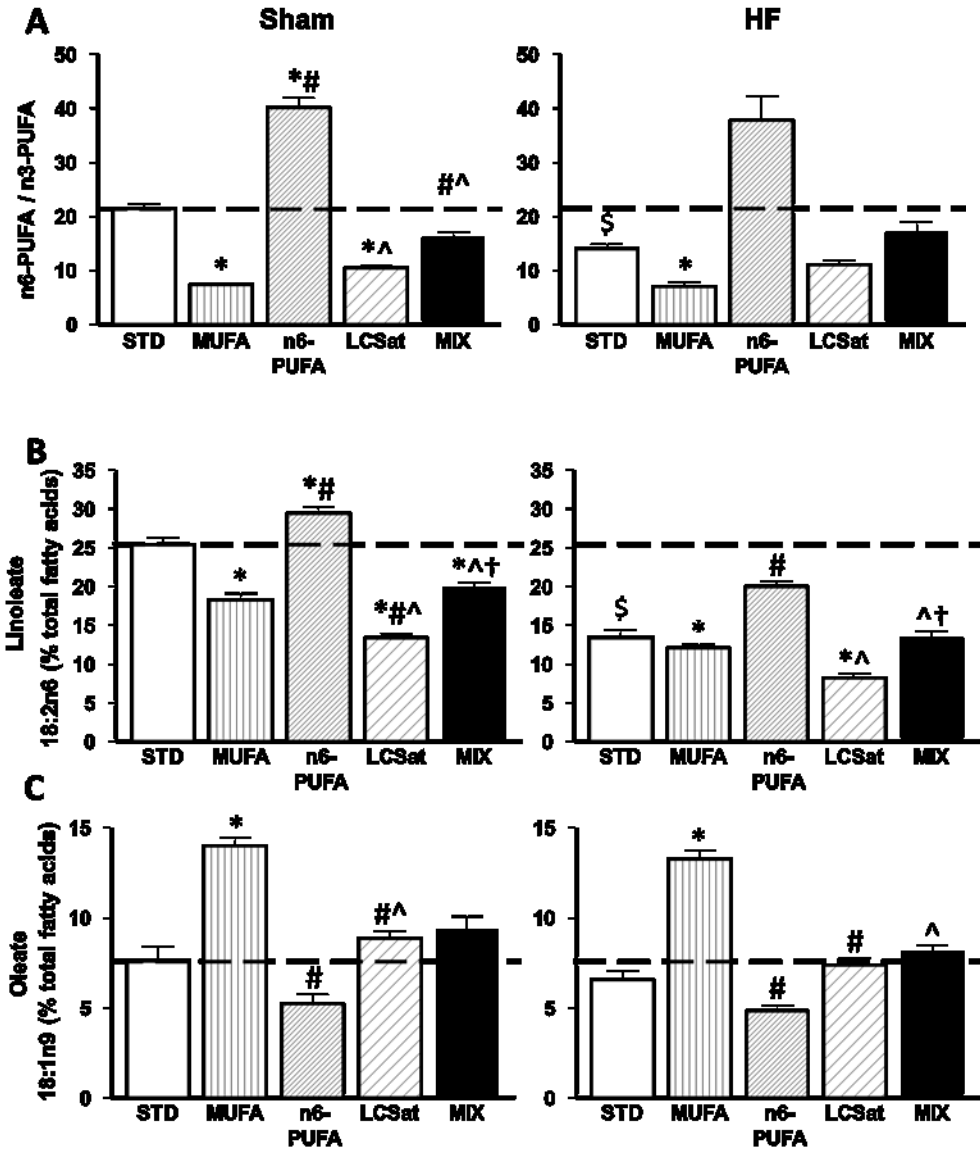 A
Sham
HF
n6-PUFA / n3-PUFA
50
40
30
20
10
0
*
*#
*^
#^
STD
MUFA
n6-
PUFA
LCSat
MIX
50
40
30
20
10
0
$
*
STD
MUFA
n6-
PUFA
LCSat
MIX
B
Linoleate
18:2n6 (% total fatty acids)
35
30
25
20
15
10
5
0
*
*#
*#^
*^†
STD
MUFA
n6-
PUFA
LCSat
MIX
35
30
25
20
15
10
5
0
$
*
#
*^
^†
STD
MUFA
n6-
PUFA
LCSat
MIX
C
Oleate
18:1n9 (% total fatty acids)
15
10
5
0
*
#
#^
STD
MUFA
n6-
PUFA
LCSat
MIX
15
10
5
0
*
#
#
^
STD
MUFA
n6-
PUFA
LCSat
MIX